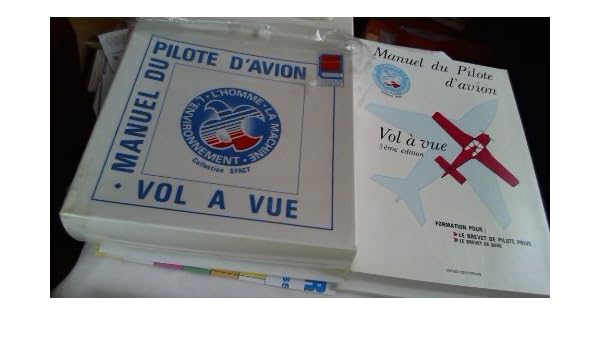 MANUEL DU
PILOTE D'AVION
• VOL A VUE
L'HOMME • LA MACHINE
L'ENVIRONNEMENT •
Collection SFACT
R
Manuel du Pilote
d'avion
Vol à vue
5ème édition
FORMATION POUR :
LE BREVET DE PILOTE PRIVE
LE BREVET DE BASE